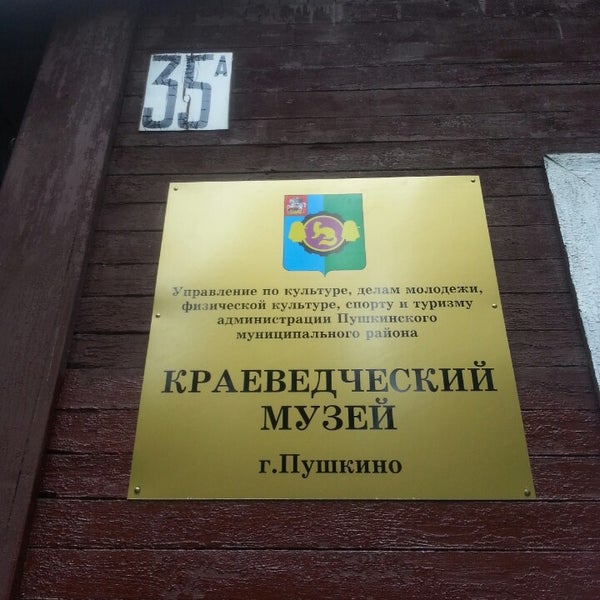 35А
Управление по культуре, делам молодежи,
физической культуре, спорту и туризму
администрации Пушкинского
муниципального района
КРАЕВЕДЧЕСКИЙ
МУЗЕЙ
г.Пушкино